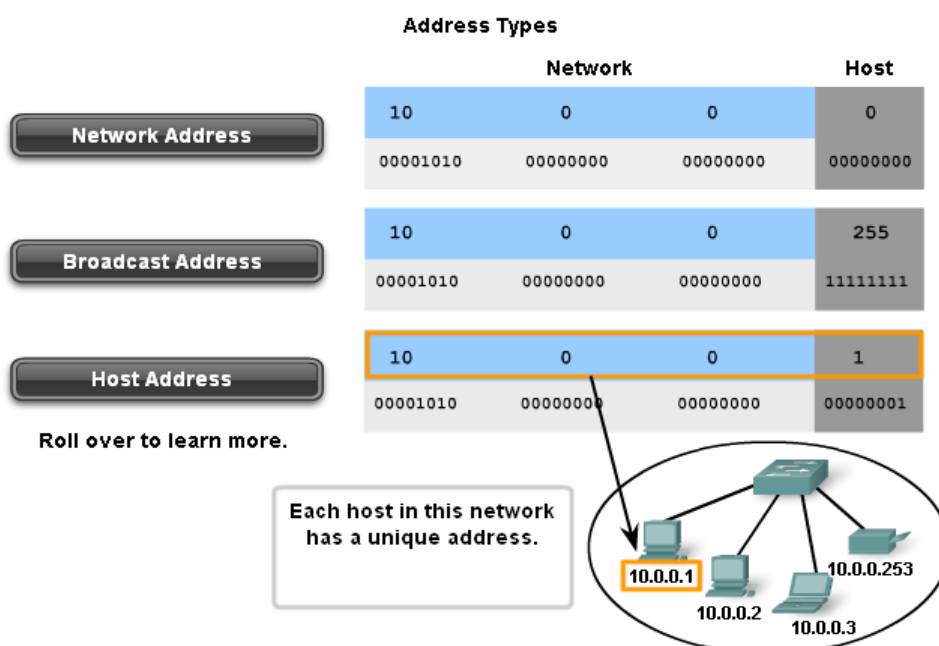 Address Types
Network Host
Network Address
10 0 0 0
00001010 00000000 00000000 00000000
Broadcast Address
10 0 0 255
00001010 00000000 00000000 11111111
Host Address
10 0 0 1
00001010 00000000 00000000 00000001
Roll over to learn more.
Each host in this network
has a unique address.
10.0.0.1
10.0.0.2
10.0.0.3
10.0.0.253